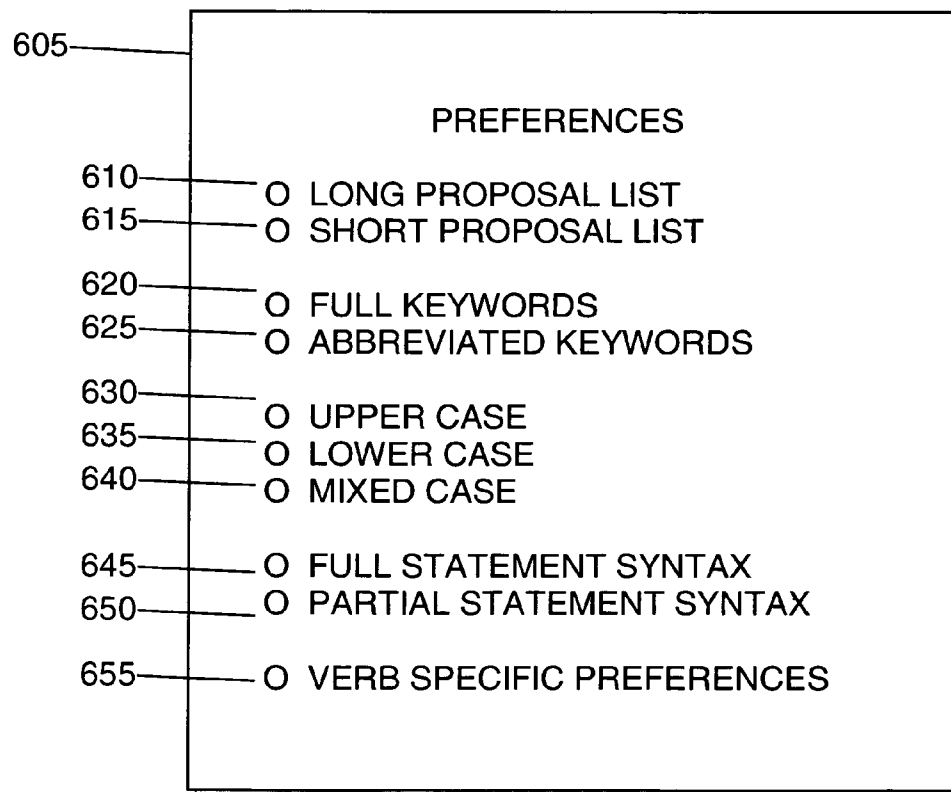 605
PREFERENCES
610 O LONG PROPOSAL LIST
615 O SHORT PROPOSAL LIST
620 O FULL KEYWORDS
625 O ABBREVIATED KEYWORDS
630 O UPPER CASE
635 O LOWER CASE
640 O MIXED CASE
645 O FULL STATEMENT SYNTAX
650 O PARTIAL STATEMENT SYNTAX
655 O VERB SPECIFIC PREFERENCES